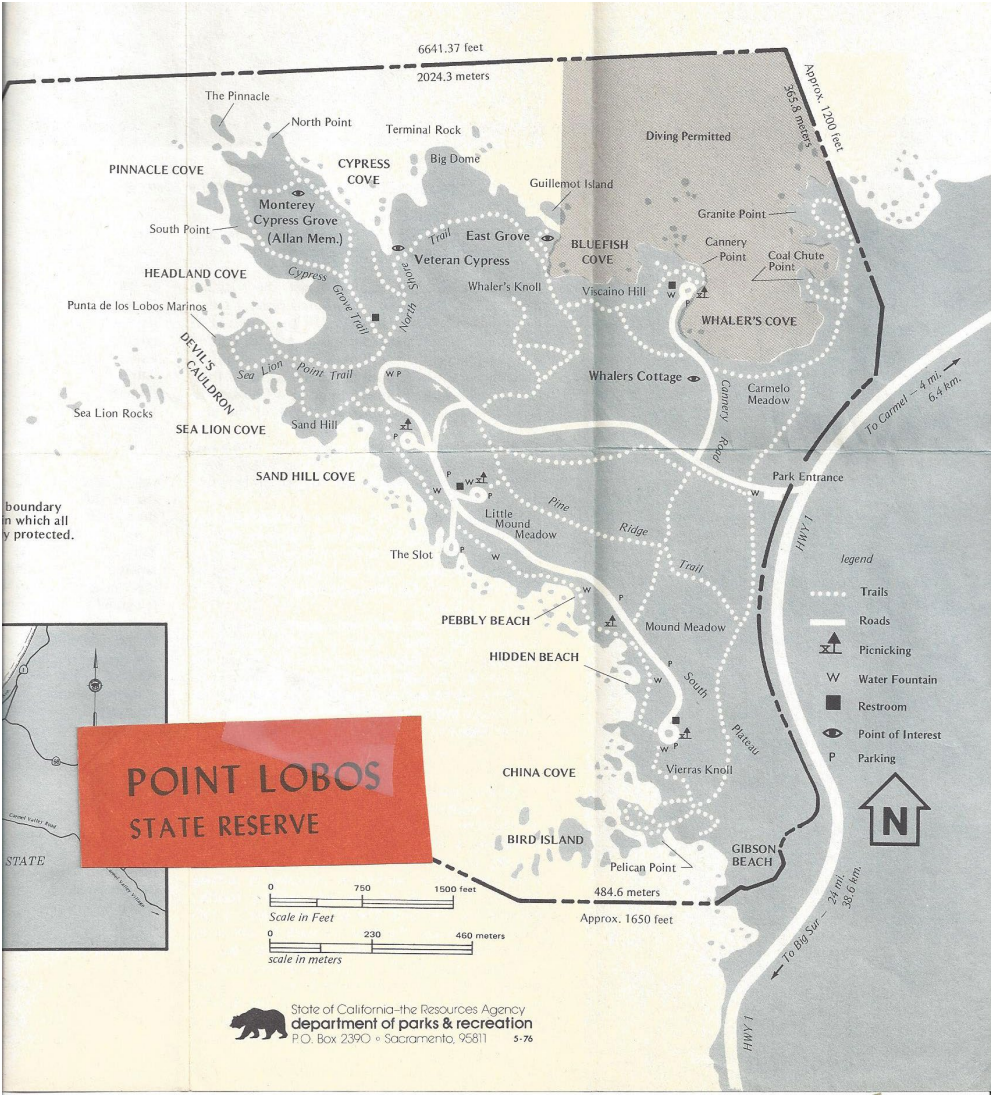 6641.37 feet
2024.3 meters
Approx. 1200 feet
365.8 meters
The Pinnacle
North Point
Terminal Rock
Diving Permitted
PINNACLE COVE
CYPRESS
COVE
Big Dome
Guillemot Island
Monterey
Cypress Grove
(Allan Mem.)
South Point
Trail
East Grove
BLUEFISH
COVE
Granite Point
Cannery
Point
Coal Chute
Point
Veteran Cypress
HEADLAND COVE
Cypress
Grove Trail
North
Shore
Whaler's Knoll
Viscaino Hill
W
P
Punta de los Lobos Marinos
WHALER'S COVE
DEVIL'S
CAULDRON
Sea Lion
Point
Trail
W P
Whalers Cottage
Carmelo
Meadow
Cannery
Road
To Carmel — 4 mi.
6.4 km.
Sea Lion Rocks
SEA LION COVE
Sand Hill
P
SAND HILL COVE
P
W
W
P
Park Entrance
W
HWY 1
boundary
in which all
y protected.
Little
Mound
Meadow
Pine
Ridge
Trail
The Slot
P
W
W
P
PEBBLY BEACH
Mound Meadow
HIDDEN BEACH
P
W
South
Plateau
W P
Vierras Knoll
CHINA COVE
BIRD ISLAND
Pelican Point
GIBSON
BEACH
484.6 meters
Approx. 1650 feet
legend
Trails
Roads
Picnicking
W Water Fountain
Restroom
Point of Interest
P Parking
N
To Big Sur — 24 mi.
38.6 km.
HWY 1
1
POINT LOBOS
STATE RESERVE
Carmel Valley Road
STATE
0 750 1500 feet
Scale in Feet
0 230 460 meters
scale in meters
State of California–the Resources Agency
department of parks & recreation
P.O. Box 2390 • Sacramento, 95811 5-76